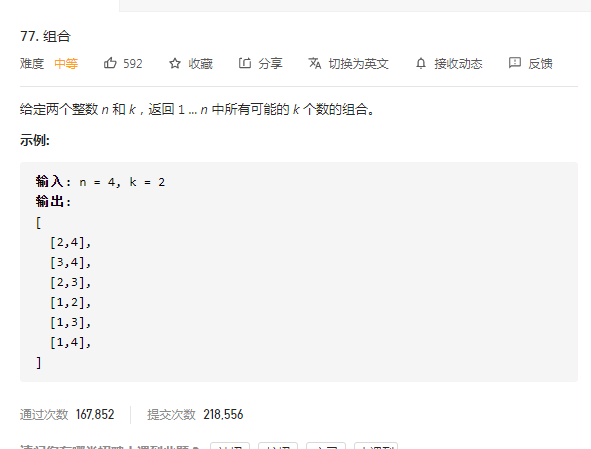 77. 组合
难度 中等 592 收藏 分享 切换为英文 接收动态 反馈
给定两个整数 n 和 k，返回 1 ... n 中所有可能的 k 个数的组合。
示例:
输入: n = 4, k = 2
输出:
[
[2,4],
[3,4],
[2,3],
[1,2],
[1,3],
[1,4],
]
通过次数 167,852 提交次数 218,556